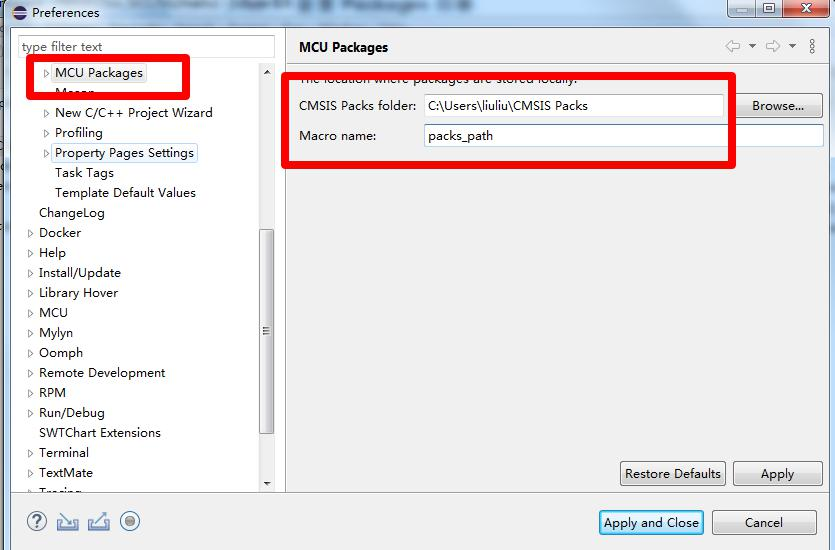 Preferences
type filter text
MCU Packages
New C/C++ Project Wizard
Profiling
Property Pages Settings
Task Tags
Template Default Values
ChangeLog
Docker
Help
Install/Update
Library Hover
MCU
Mylyn
Oomph
Remote Development
RPM
Run/Debug
SWTChart Extensions
Terminal
TextMate
Tracing
MCU Packages
The location where packages are stored locally.
CMSIS Packs folder: C:\Users\liuliu\CMSIS Packs Browse...
Macro name: packs_path
Restore Defaults Apply
Apply and Close Cancel